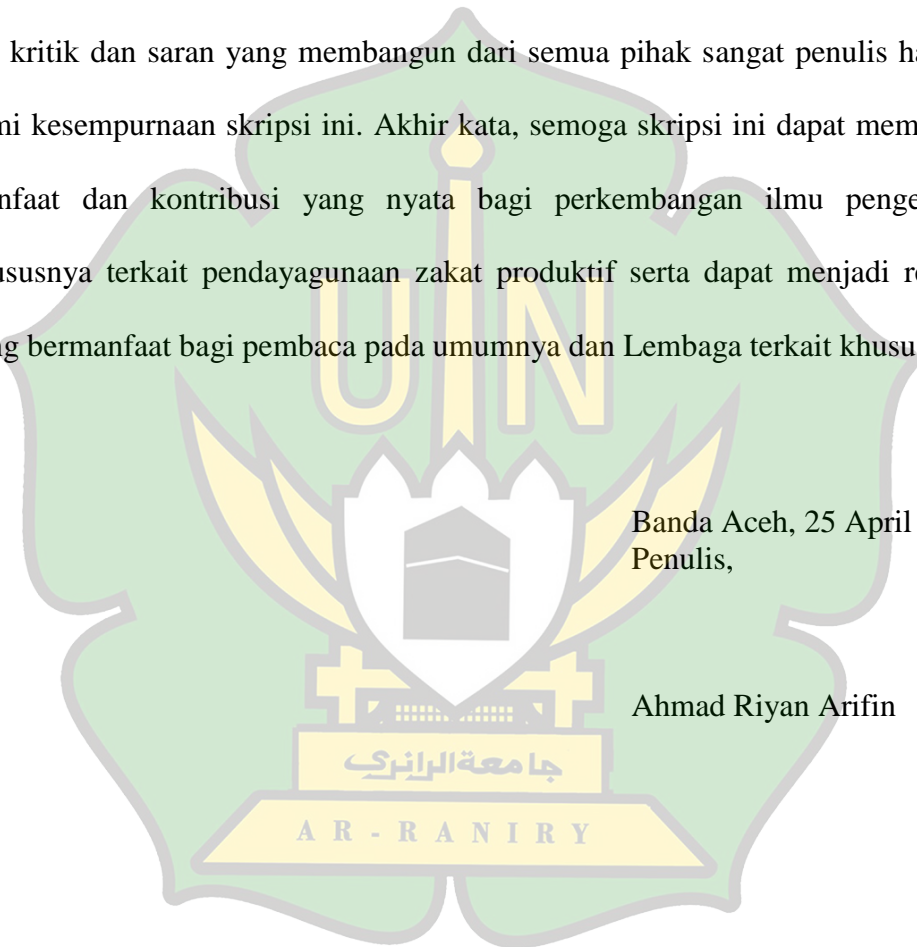 kritik dan saran yang membangun dari semua pihak sangat penulis ha
mi kesempurnaan skripsi ini. Akhir kata, semoga skripsi ini dapat mem
nfaat dan kontribusi yang nyata bagi perkembangan ilmu penge
ususnya terkait pendayagunaan zakat produktif serta dapat menjadi r
g bermanfaat bagi pembaca pada umumnya dan Lembaga terkait khusu
UIN
Banda Aceh, 25 April
Penulis,
Ahmad Riyan Arifin
جامعة الرانري
AR-RANIRY